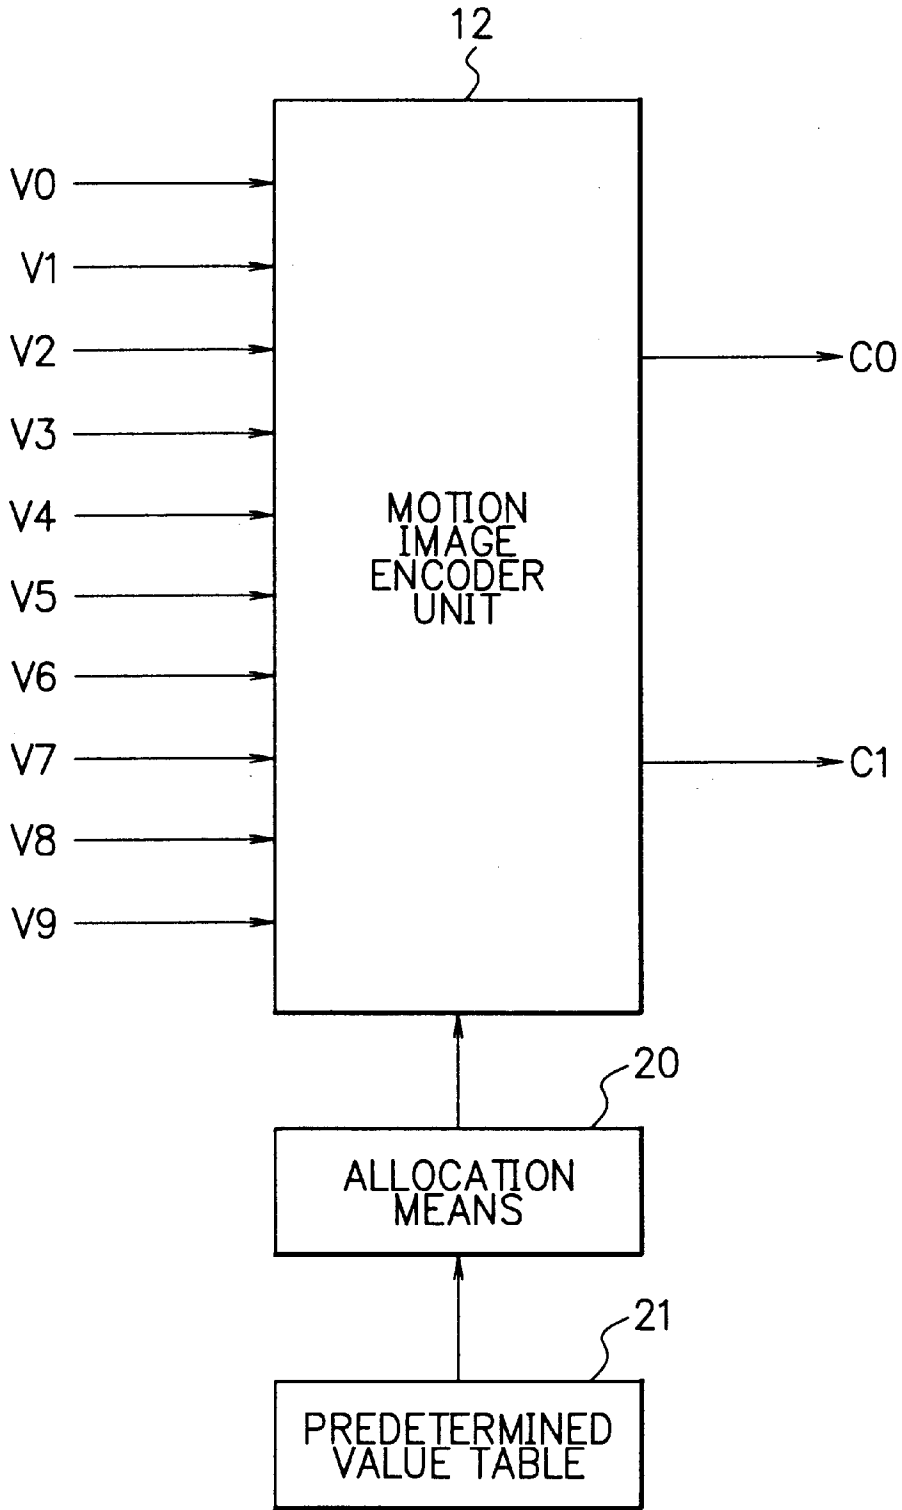 12
V0
V1
V2
C0
V3
V4
MOTION
IMAGE
ENCODER
UNIT
V5
V6
V7
C1
V8
V9
20
ALLOCATION
MEANS
21
PREDETERMINED
VALUE TABLE